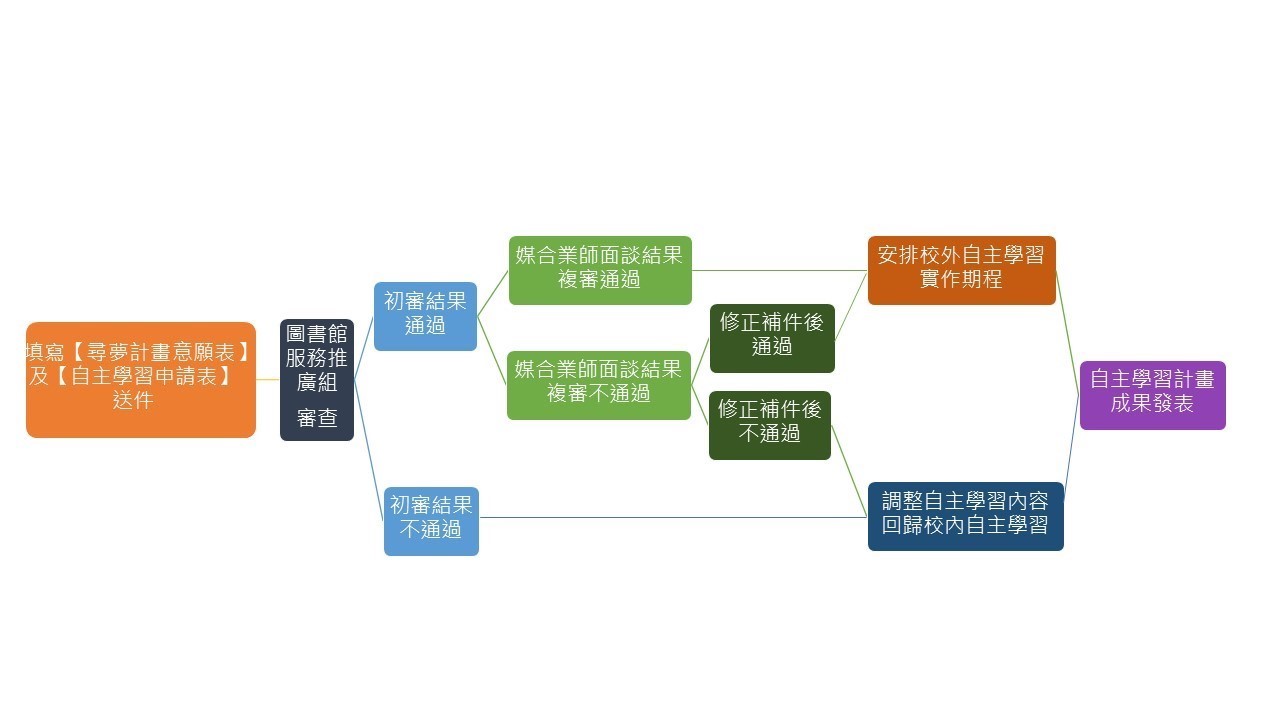 填寫【尋夢計畫意願表】
及【自主學習申請表】
送件
圖書館
服務推
廣組
審查
初審結果
通過
初審結果
不通過
媒合業師面談結果
複審通過
媒合業師面談結果
複審不通過
修正補件後
通過
修正補件後
不通過
安排校外自主學習
實作期程
調整自主學習內容
回歸校內自主學習
自主學習計畫
成果發表